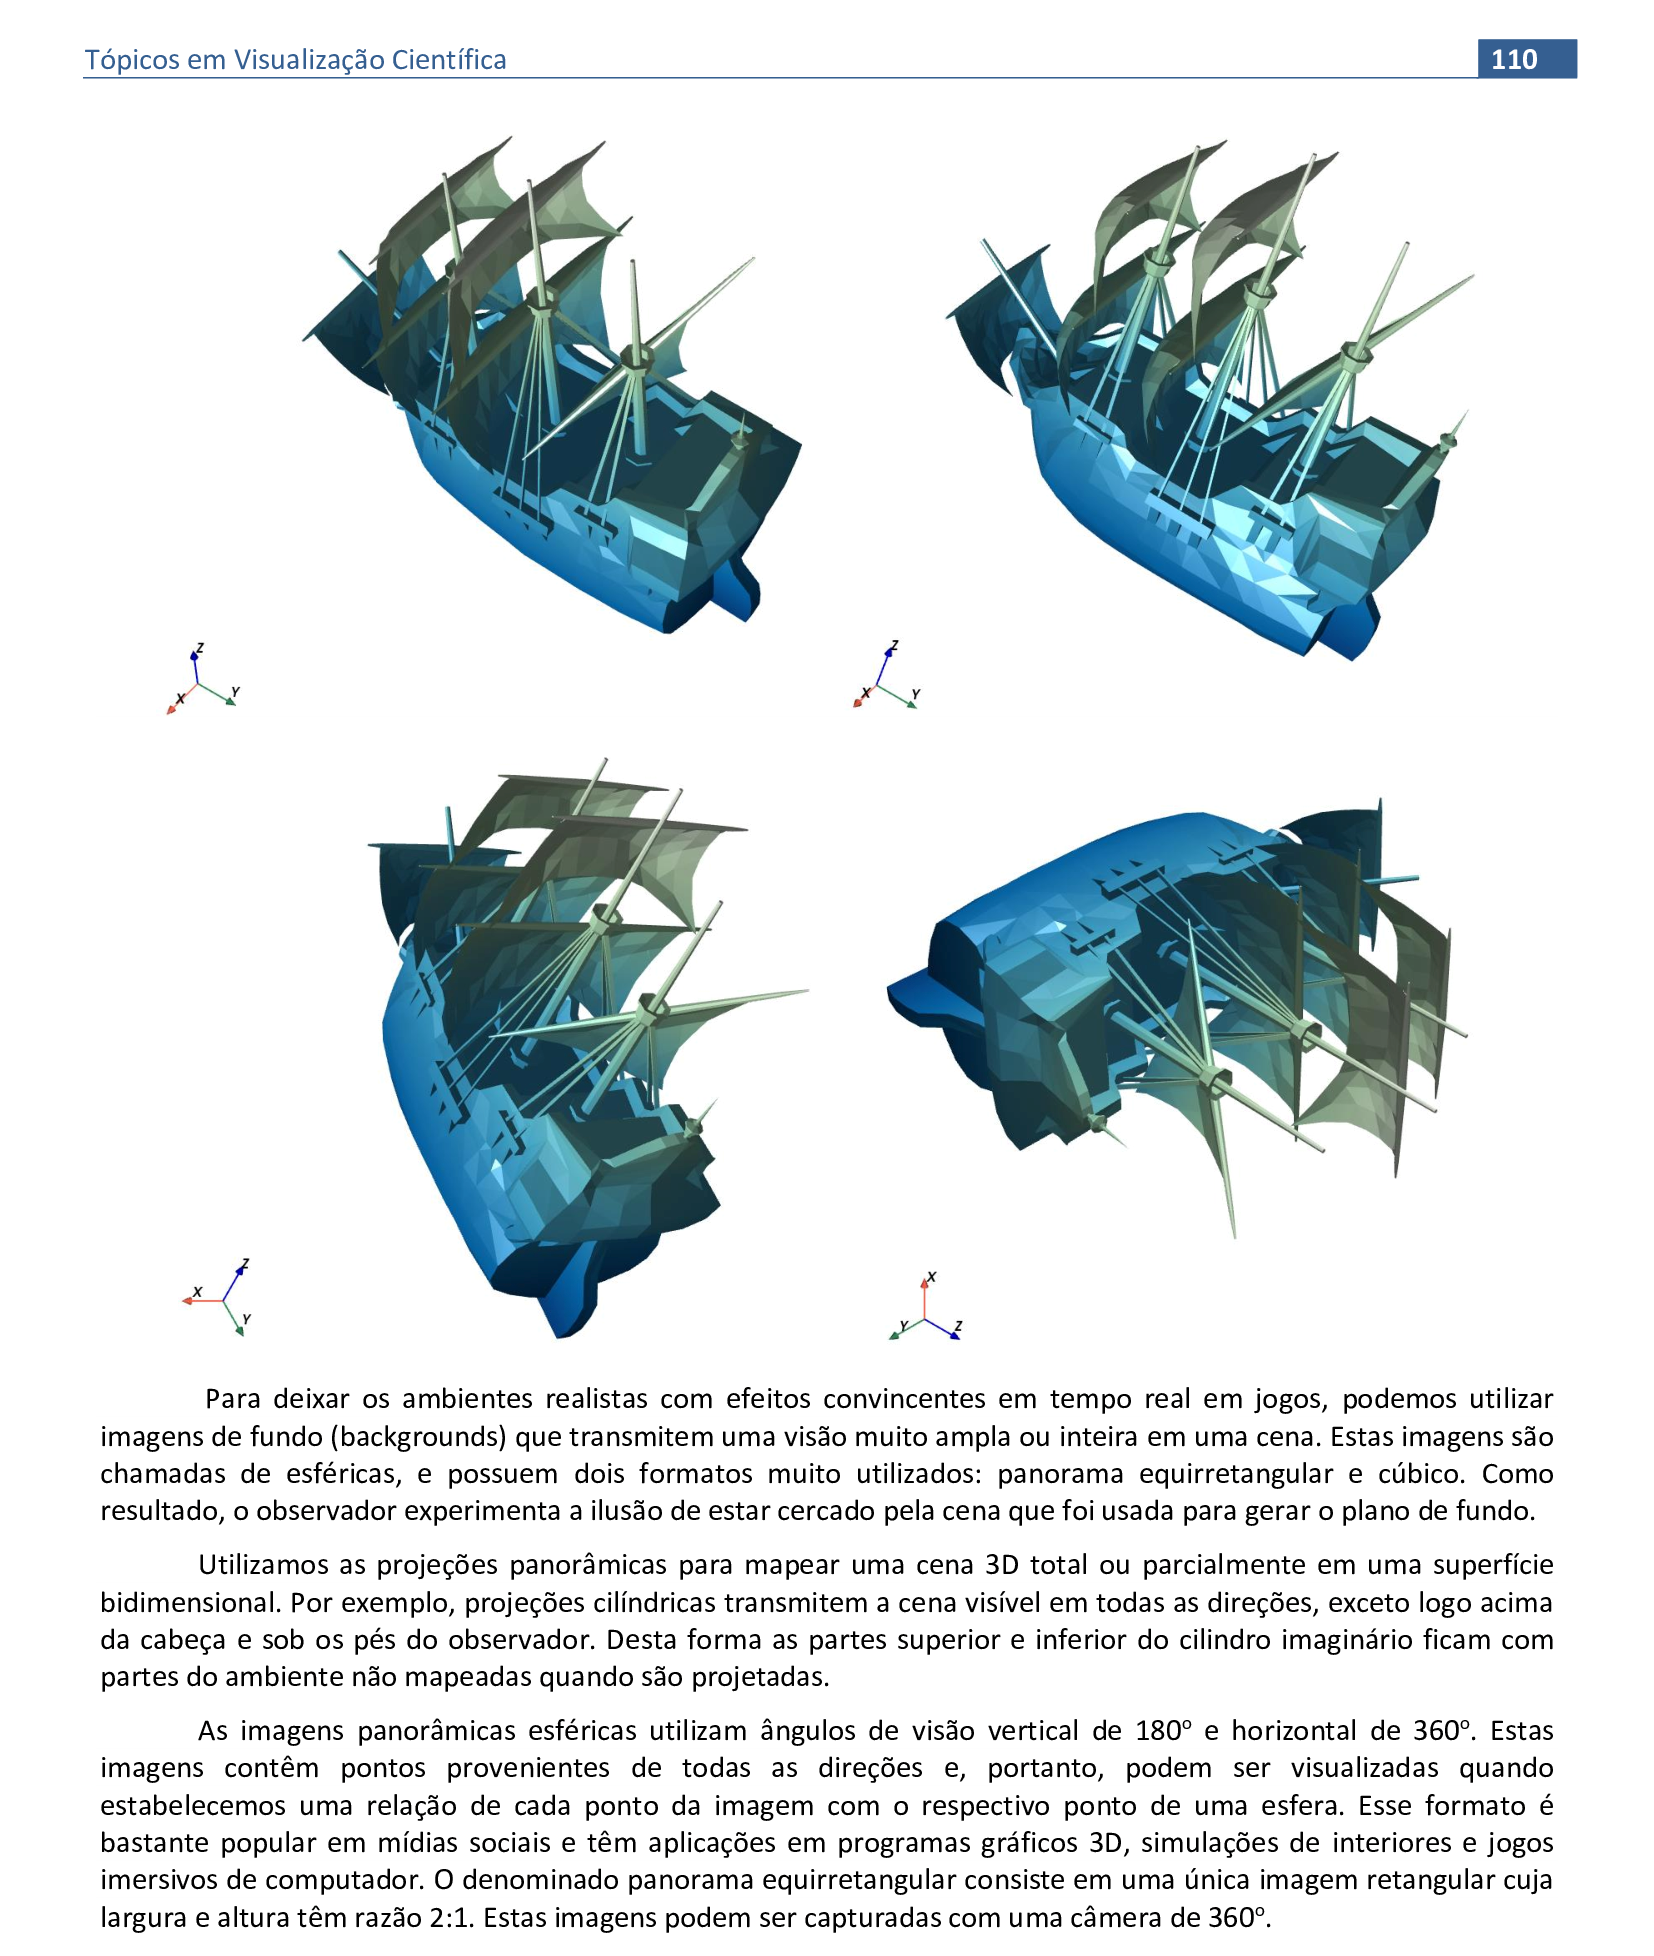 Tópicos em Visualização Científica 110
Z
X
Y
Z
X
Y
Z
X
Y
X
Y
Z
Para deixar os ambientes realistas com efeitos convincentes em tempo real em jogos, podemos utilizar
imagens de fundo (backgrounds) que transmitem uma visão muito ampla ou inteira em uma cena. Estas imagens são
chamadas de esféricas, e possuem dois formatos muito utilizados: panorama equirretangular e cúbico. Como
resultado, o observador experimenta a ilusão de estar cercado pela cena que foi usada para gerar o plano de fundo.
Utilizamos as projeções panorâmicas para mapear uma cena 3D total ou parcialmente em uma superfície
bidimensional. Por exemplo, projeções cilíndricas transmitem a cena visível em todas as direções, exceto logo acima
da cabeça e sob os pés do observador. Desta forma as partes superior e inferior do cilindro imaginário ficam com
partes do ambiente não mapeadas quando são projetadas.
As imagens panorâmicas esféricas utilizam ângulos de visão vertical de 180º e horizontal de 360º. Estas
imagens contêm pontos provenientes de todas as direções e, portanto, podem ser visualizadas quando
estabelecemos uma relação de cada ponto da imagem com o respectivo ponto de uma esfera. Esse formato é
bastante popular em mídias sociais e têm aplicações em programas gráficos 3D, simulações de interiores e jogos
imersivos de computador. O denominado panorama equirretangular consiste em uma única imagem retangular cuja
largura e altura têm razão 2:1. Estas imagens podem ser capturadas com uma câmera de 360º.